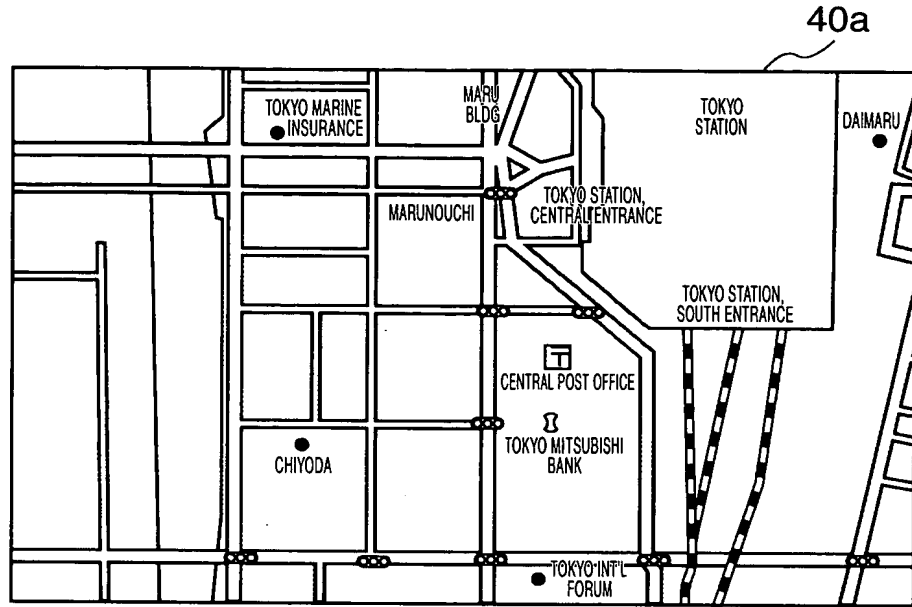 40a
TOKYO MARINE
INSURANCE
MARU
BLDG
TOKYO
STATION
DAIMARU
MARUNOUCHI
TOKYO STATION,
CENTRAL ENTRANCE
TOKYO STATION,
SOUTH ENTRANCE
CENTRAL POST OFFICE
TOKYO MITSUBISHI
BANK
CHIYODA
TOKYO INT'L
FORUM